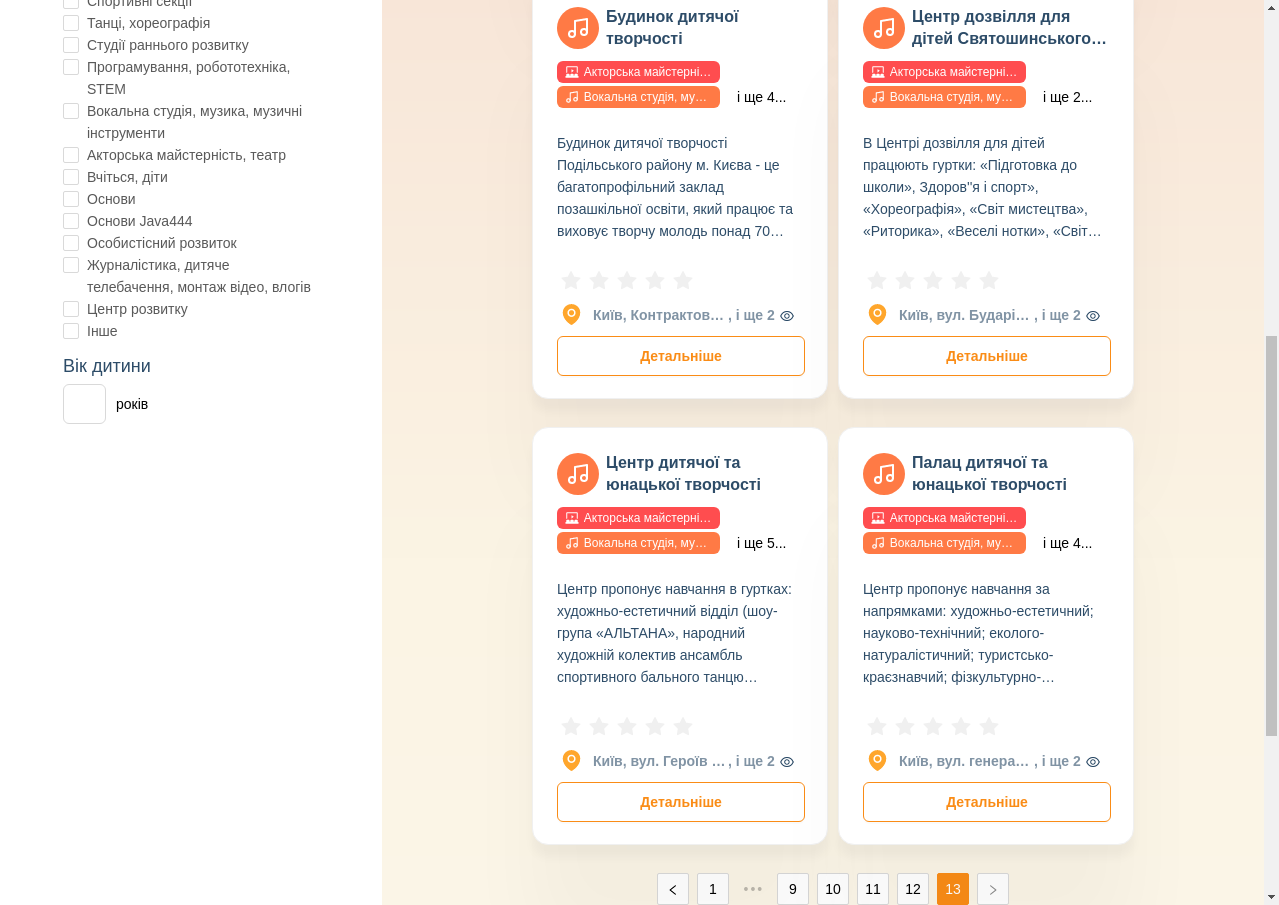 Спортивні секції
Танці, хореографія
Студії раннього розвитку
Програмування, робототехніка,
STEM
Вокальна студія, музика, музичні
інструменти
Акторська майстерність, театр
Вчіться, діти
Основи
Основи Java444
Особистісний розвиток
Журналістика, дитяче
телебачення, монтаж відео, влогів
Центр розвитку
Інше
Вік дитини
років
Будинок дитячої
творчості
Акторська майстерні…
Вокальна студія, му…
і ще 4...
Будинок дитячої творчості
Подільського району м. Києва - це
багатопрофільний заклад
позашкільної освіти, який працює та
виховує творчу молодь понад 70…
Київ, Контрактов… , і ще 2
Детальніше
Центр дозвілля для
дітей Святошинського…
Акторська майстерні…
Вокальна студія, му…
і ще 2...
В Центрі дозвілля для дітей
працюють гуртки: «Підготовка до
школи», Здоров"я і спорт»,
«Хореографія», «Світ мистецтва»,
«Риторика», «Веселі нотки», «Світ…
Київ, вул. Бударі… , і ще 2
Детальніше
Центр дитячої та
юнацької творчості
Акторська майстерні…
Вокальна студія, му…
і ще 5...
Центр пропонує навчання в гуртках:
художньо-естетичний відділ (шоу-
група «АЛЬТАНА», народний
художній колектив ансамбль
спортивного бального танцю…
Київ, вул. Героїв … , і ще 2
Детальніше
Палац дитячої та
юнацької творчості
Акторська майстерні…
Вокальна студія, му…
і ще 4...
Центр пропонує навчання за
напрямками: художньо-естетичний;
науково-технічний; еколого-
натуралістичний; туристсько-
краєзнавчий; фізкультурно-…
Київ, вул. генера… , і ще 2
Детальніше
1 ••• 9 10 11 12 13